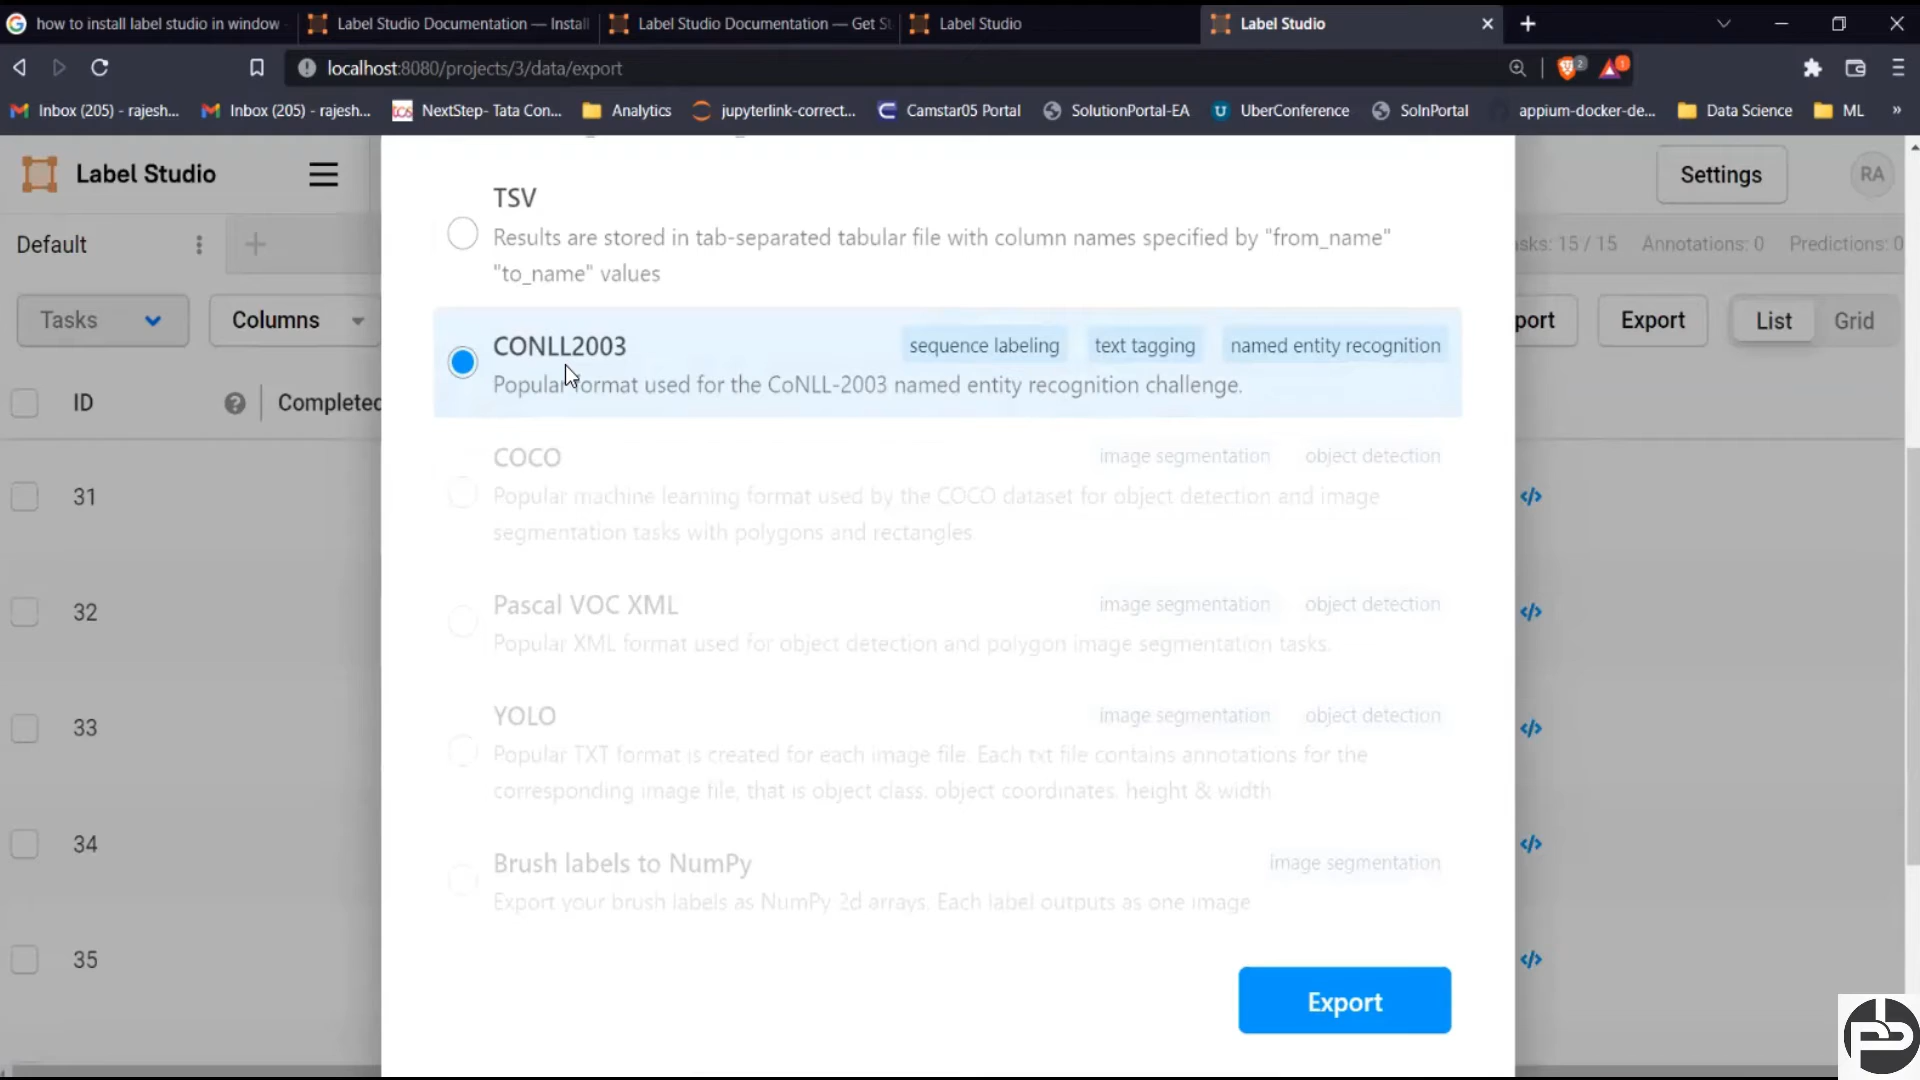 how to install label studio in window
Label Studio Documentation — Install
Label Studio Documentation — Get St
Label Studio
Label Studio
localhost:8080/projects/3/data/export
2
1
Inbox (205) - rajesh...
Inbox (205) - rajesh...
tcs
NextStep- Tata Con...
Analytics
jupyterlink-correct...
Camstar05 Portal
SolutionPortal-EA
UberConference
SolnPortal
appium-docker-de...
Data Science
ML
»
Label Studio
Settings
RA
Default
asks: 15 / 15
Annotations: 0
Predictions: 0
Tasks
Columns
port
Export
List
Grid
ID
Completed
31
32
33
34
35
TSV
Results are stored in tab-separated tabular file with column names specified by "from_name"
"to_name" values
CONLL2003
sequence labeling
text tagging
named entity recognition
Popular format used for the CoNLL-2003 named entity recognition challenge.
COCO
image segmentation
object detection
Popular machine learning format used by the COCO dataset for object detection and image
segmentation tasks with polygons and rectangles.
Pascal VOC XML
image segmentation
object detection
Popular XML format used for object detection and polygon image segmentation tasks.
YOLO
image segmentation
object detection
Popular TXT format is created for each image file. Each txt file contains annotations for the
corresponding image file, that is object class, object coordinates, height & width.
Brush labels to NumPy
image segmentation
Export your brush labels as NumPy 2d arrays. Each label outputs as one image
Export